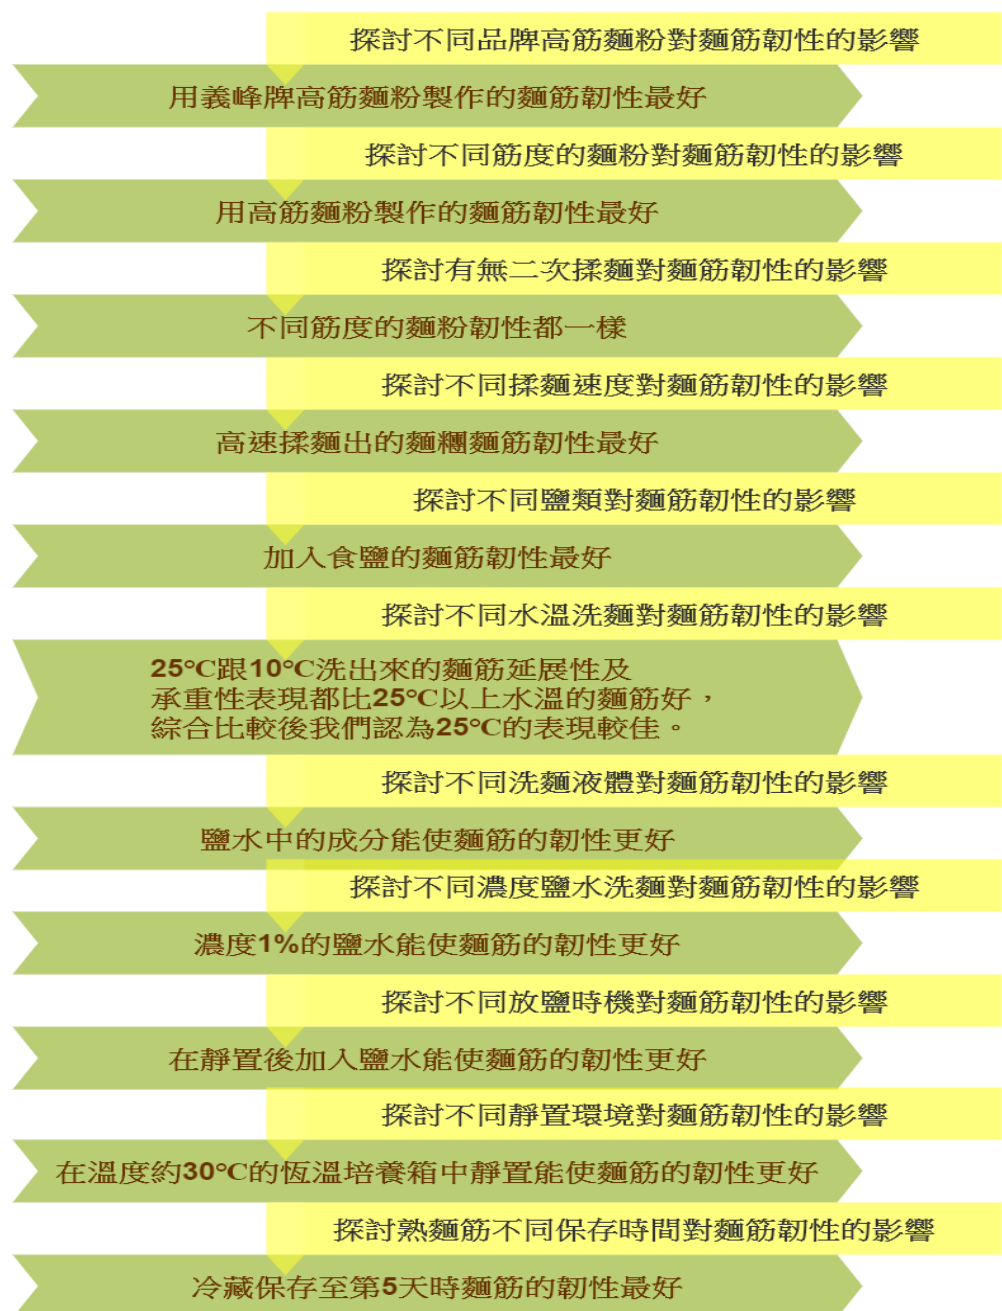 探討不同品牌高筋麵粉對麵筋韌性的影響
用義峰牌高筋麵粉製作的麵筋韌性最好
探討不同筋度的麵粉對麵筋韌性的影響
用高筋麵粉製作的麵筋韌性最好
探討有無二次揉麵對麵筋韌性的影響
不同筋度的麵粉韌性都一樣
探討不同揉麵速度對麵筋韌性的影響
高速揉麵出的麵糰麵筋韌性最好
探討不同鹽類對麵筋韌性的影響
加入食鹽的麵筋韌性最好
探討不同水溫洗麵對麵筋韌性的影響
25°C跟10°C洗出來的麵筋延展性及
承重性表現都比25°C以上水溫的麵筋好，
綜合比較後我們認為25°C的表現較佳。
探討不同洗麵液體對麵筋韌性的影響
鹽水中的成分能使麵筋的韌性更好
探討不同濃度鹽水洗麵對麵筋韌性的影響
濃度1%的鹽水能使麵筋的韌性更好
探討不同放鹽時機對麵筋韌性的影響
在靜置後加入鹽水能使麵筋的韌性更好
探討不同靜置環境對麵筋韌性的影響
在溫度約30°C的恆溫培養箱中靜置能使麵筋的韌性更好
探討熟麵筋不同保存時間對麵筋韌性的影響
冷藏保存至第5天時麵筋的韌性最好